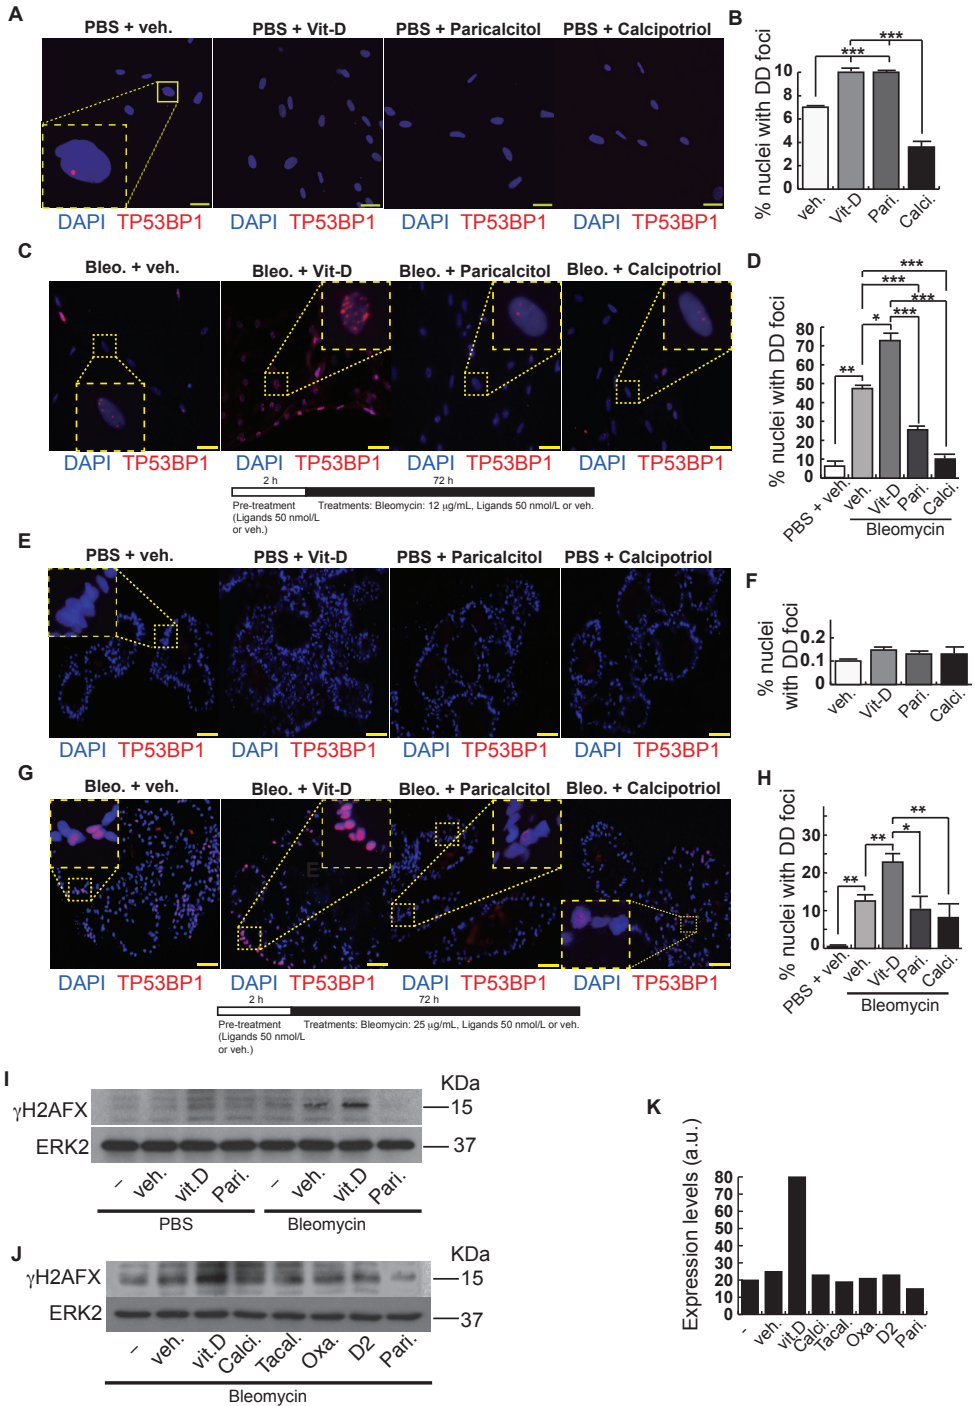 A
PBS + veh. PBS + Vit-D PBS + Paricalcitol PBS + Calcipotriol
DAPI TP53BP1 DAPI TP53BP1 DAPI TP53BP1 DAPI TP53BP1
B
% nuclei with DD foci
***
***
10
8
6
4
2
0
veh. Vit-D Pari. Calci.
C
Bleo. + veh. Bleo. + Vit-D Bleo. + Paricalcitol Bleo. + Calcipotriol
DAPI TP53BP1 DAPI TP53BP1 DAPI TP53BP1 DAPI TP53BP1
2 h 72 h
Pre-treatment Treatments: Bleomycin: 12 µg/mL, Ligands 50 nmol/L or veh.
(Ligands 50 nmol/L
or veh.)
D
% nuclei with DD foci
***
***
***
* ***
**
80
70
60
50
40
30
20
10
0
PBS + veh. veh. Vit-D Pari. Calci.
Bleomycin
E
PBS + veh. PBS + Vit-D PBS + Paricalcitol PBS + Calcipotriol
DAPI TP53BP1 DAPI TP53BP1 DAPI TP53BP1 DAPI TP53BP1
F
% nuclei
with DD foci
0.2
0.1
0
veh. Vit-D Pari. Calci.
G
Bleo. + veh. Bleo. + Vit-D Bleo. + Paricalcitol Bleo. + Calcipotriol
E
DAPI TP53BP1 DAPI TP53BP1 DAPI TP53BP1 DAPI TP53BP1
2 h 72 h
Pre-treatment Treatments: Bleomycin: 25 µg/mL, Ligands 50 nmol/L or veh.
(Ligands 50 nmol/L
or veh.)
H
% nuclei with DD foci
**
** *
**
30
20
10
0
PBS + veh. veh. Vit-D Pari. Calci.
Bleomycin
I
KDa
γH2AFX 15
ERK2 37
– veh. vit.D Pari. – veh. vit.D Pari.
PBS Bleomycin
J
KDa
γH2AFX 15
ERK2 37
– veh. vit.D Calci. Tacal. Oxa. D2 Pari.
Bleomycin
K
Expression levels (a.u.)
80
70
60
50
40
30
20
10
0
- veh. vit.D Calci. Tacal. Oxa. D2 Pari.